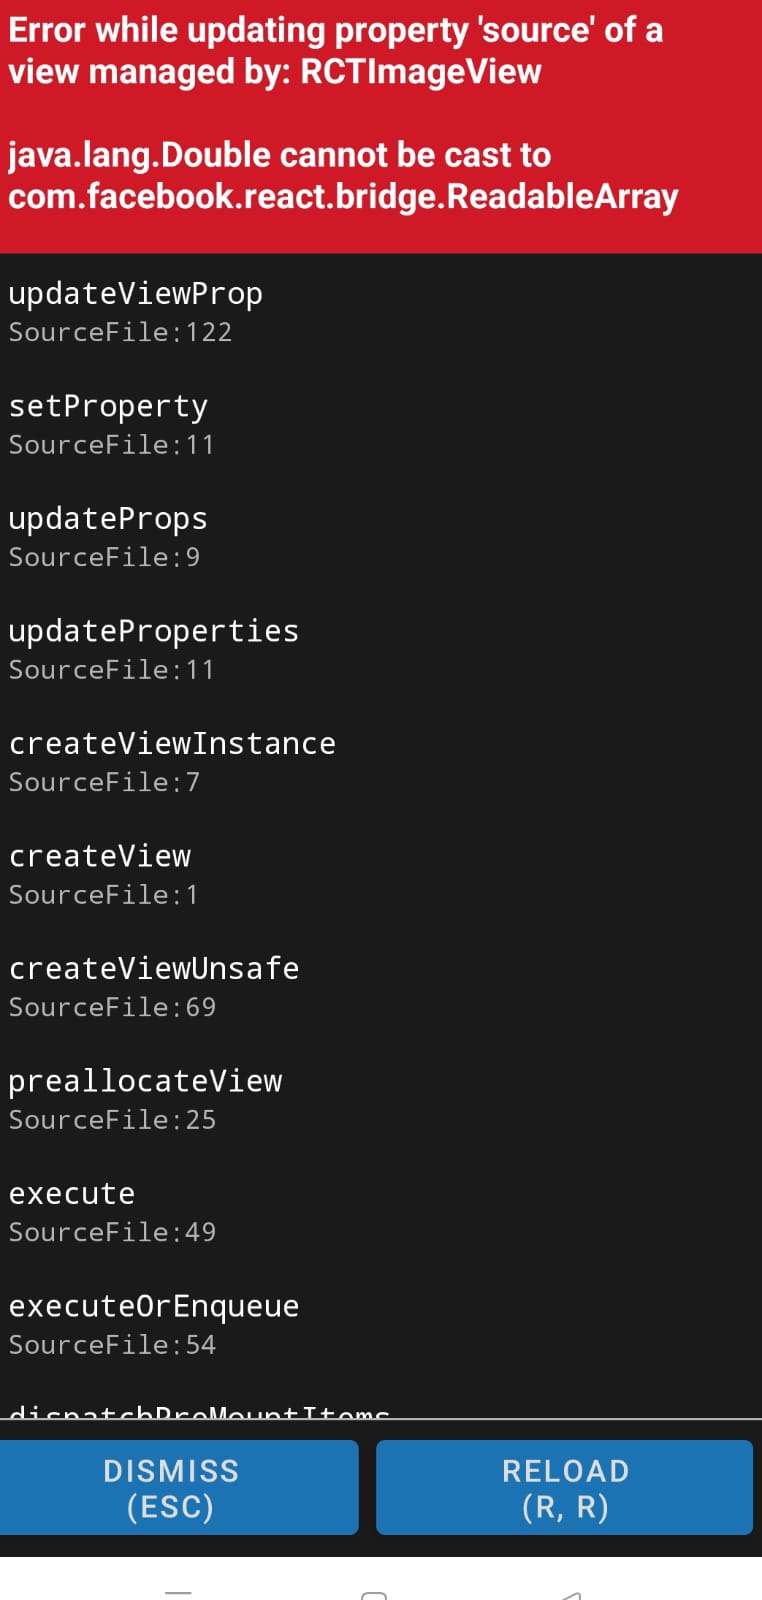 Error while updating property 'source' of a
view managed by: RCTImageView
java.lang.Double cannot be cast to
com.facebook.react.bridge.ReadableArray
updateViewProp
SourceFile:122
setProperty
SourceFile:11
updateProps
SourceFile:9
updateProperties
SourceFile:11
createViewInstance
SourceFile:7
createView
SourceFile:1
createViewUnsafe
SourceFile:69
preallocateView
SourceFile:25
execute
SourceFile:49
executeOrEnqueue
SourceFile:54
dispatchPreMountItems
DISMISS
(ESC)
RELOAD
(R, R)